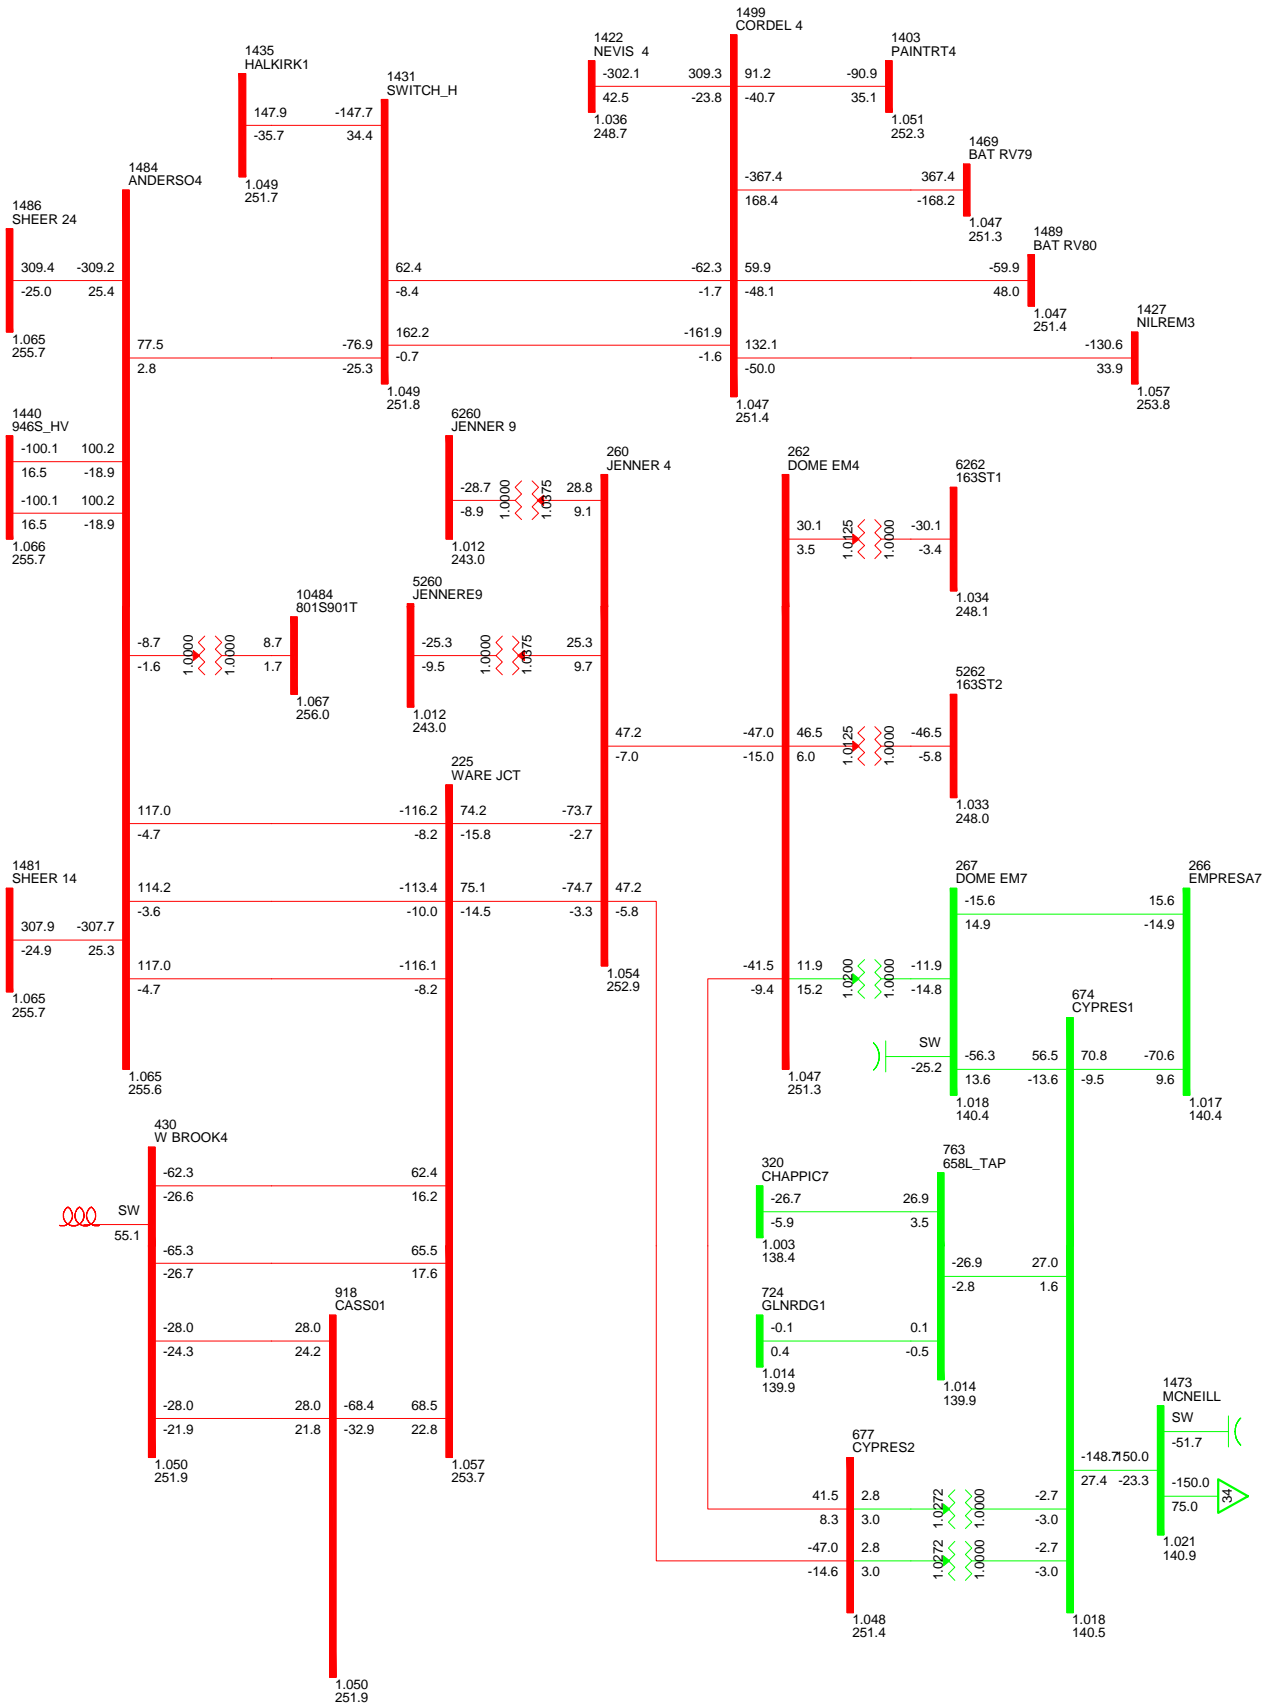 1499
CORDEL 4
1422
NEVIS  4
1403
PAINTRT4
1435
HALKIRK1
1431
SWITCH_H
-302.1 309.3 91.2 -90.9
42.5 -23.8 -40.7 35.1
1.036
248.7
1.051
252.3
147.9 -147.7
-35.7 34.4
1469
BAT RV79
1.049
251.7
-367.4 367.4
168.4 -168.2
1.047
251.3
1484
ANDERSO4
1486
SHEER 24
309.4 -309.2
-25.0 25.4
1.065
255.7
1489
BAT RV80
62.4 -62.3 59.9 -59.9
-8.4 -1.7 -48.1 48.0
1.047
251.4
1427
NILREM3
162.2 -161.9 132.1 -130.6
-0.7 -1.6 -50.0 33.9
77.5 -76.9
2.8 -25.3
1.049
251.8
1.047
251.4
1.057
253.8
1440
946S_HV
-100.1 100.2
16.5 -18.9
-100.1 100.2
16.5 -18.9
1.066
255.7
6260
JENNER 9
260
JENNER 4
-28.7 1.0000 1.0375 28.8
-8.9 9.1
1.012
243.0
262
DOME EM4
6262
163ST1
30.1 1.0125 1.0000 -30.1
3.5 -3.4
1.034
248.1
10484
801S901T
-8.7 1.0000 1.0000 8.7
-1.6 1.7
1.067
256.0
5260
JENNERE9
-25.3 1.0000 1.0375 25.3
-9.5 9.7
1.012
243.0
5262
163ST2
47.2 -47.0 46.5 1.0125 1.0000 -46.5
-7.0 -15.0 6.0 -5.8
1.033
248.0
225
WARE JCT
117.0 -116.2 74.2 -73.7
-4.7 -8.2 -15.8 -2.7
1481
SHEER 14
307.9 -307.7
-24.9 25.3
1.065
255.7
114.2 -113.4 75.1 -74.7 47.2
-3.6 -10.0 -14.5 -3.3 -5.8
117.0 -116.1
-4.7 -8.2
1.054
252.9
1.065
255.6
267
DOME EM7
266
EMPRESA7
-15.6 15.6
14.9 -14.9
-41.5 11.9 1.0200 1.0000 -11.9
-9.4 15.2 -14.8
674
CYPRES1
SW
-25.2
-56.3 56.5 70.8 -70.6
13.6 -13.6 -9.5 9.6
1.047
251.3
1.018
140.4
1.017
140.4
430
W BROOK4
-62.3 62.4
-26.6 16.2
SW
55.1
-65.3 65.5
-26.7 17.6
918
CASS01
-28.0 28.0
-24.3 24.2
-28.0 28.0 -68.4 68.5
-21.9 21.8 -32.9 22.8
1.050
251.9
1.057
253.7
1.050
251.9
320
CHAPPIC7
763
658L_TAP
-26.7 26.9
-5.9 3.5
1.003
138.4
-26.9 27.0
-2.8 1.6
724
GLNRDG1
-0.1 0.1
0.4 -0.5
1.014
139.9
1.014
139.9
1473
MCNEILL
SW
-51.7
-148.7 150.0
27.4 -23.3
-150.0
75.0
34
1.021
140.9
677
CYPRES2
41.5 2.8 1.0272 1.0000 -2.7
8.3 3.0 -3.0
-47.0 2.8 1.0272 1.0000 -2.7
-14.6 3.0 -3.0
1.048
251.4
1.018
140.5